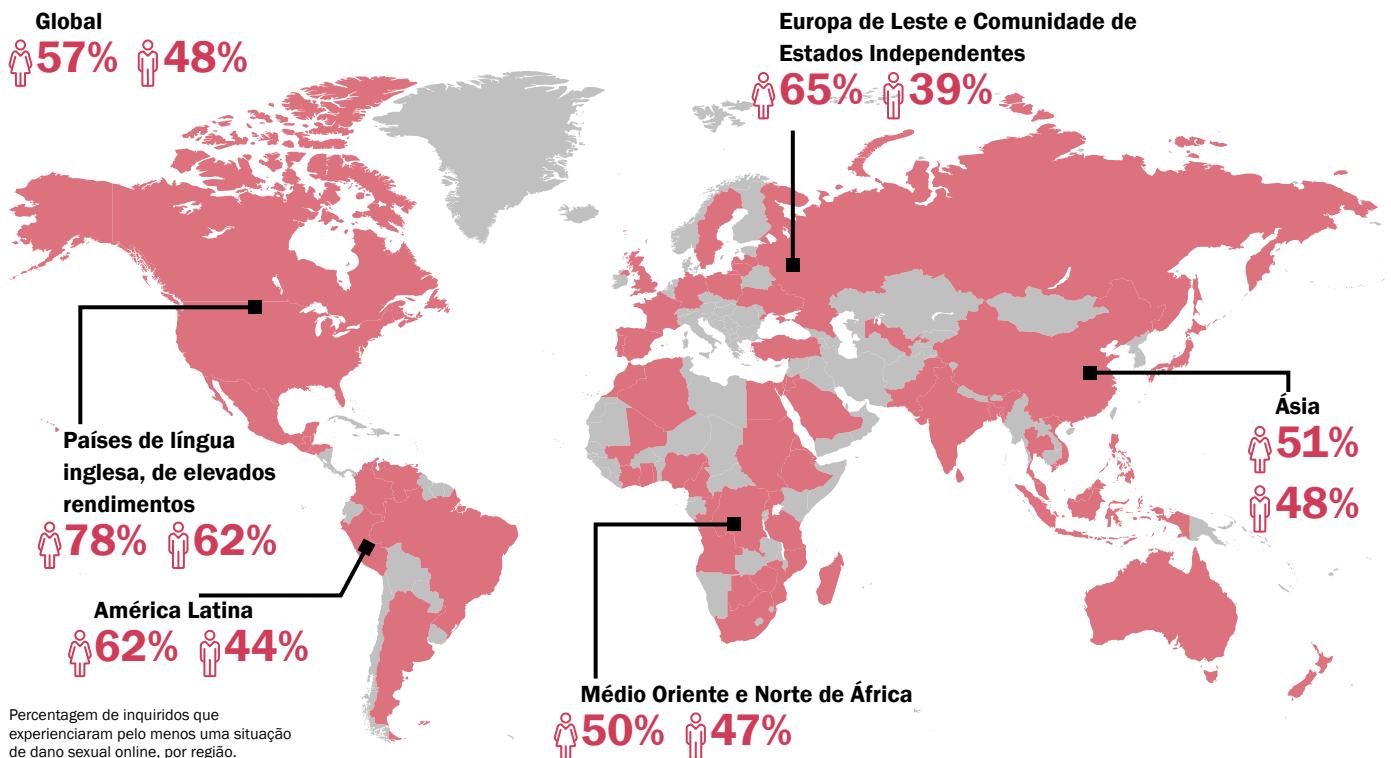 Global
57% 48%
Europa de Leste e Comunidade de
Estados Independentes
65% 39%
Países de língua
inglesa, de elevados
rendimentos
78% 62%
Ásia
51%
48%
América Latina
62% 44%
Médio Oriente e Norte de África
50% 47%
Percentagem de inquiridos que
experienciaram pelo menos uma situação
de dano sexual online, por região.